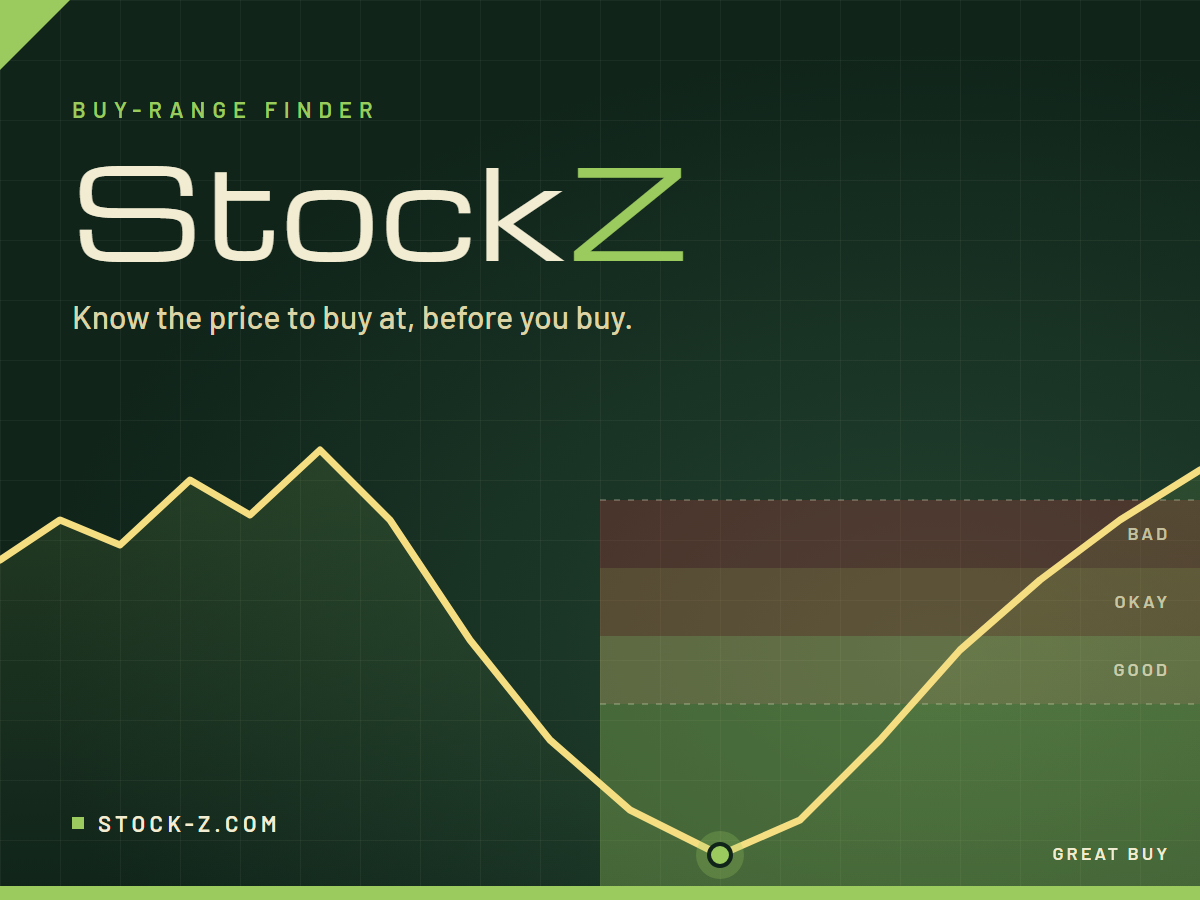 BUY-RANGE FINDER
StockZ
Know the price to buy at, before you buy.
BAD
OKAY
GOOD
STOCK-Z.COM
GREAT BUY